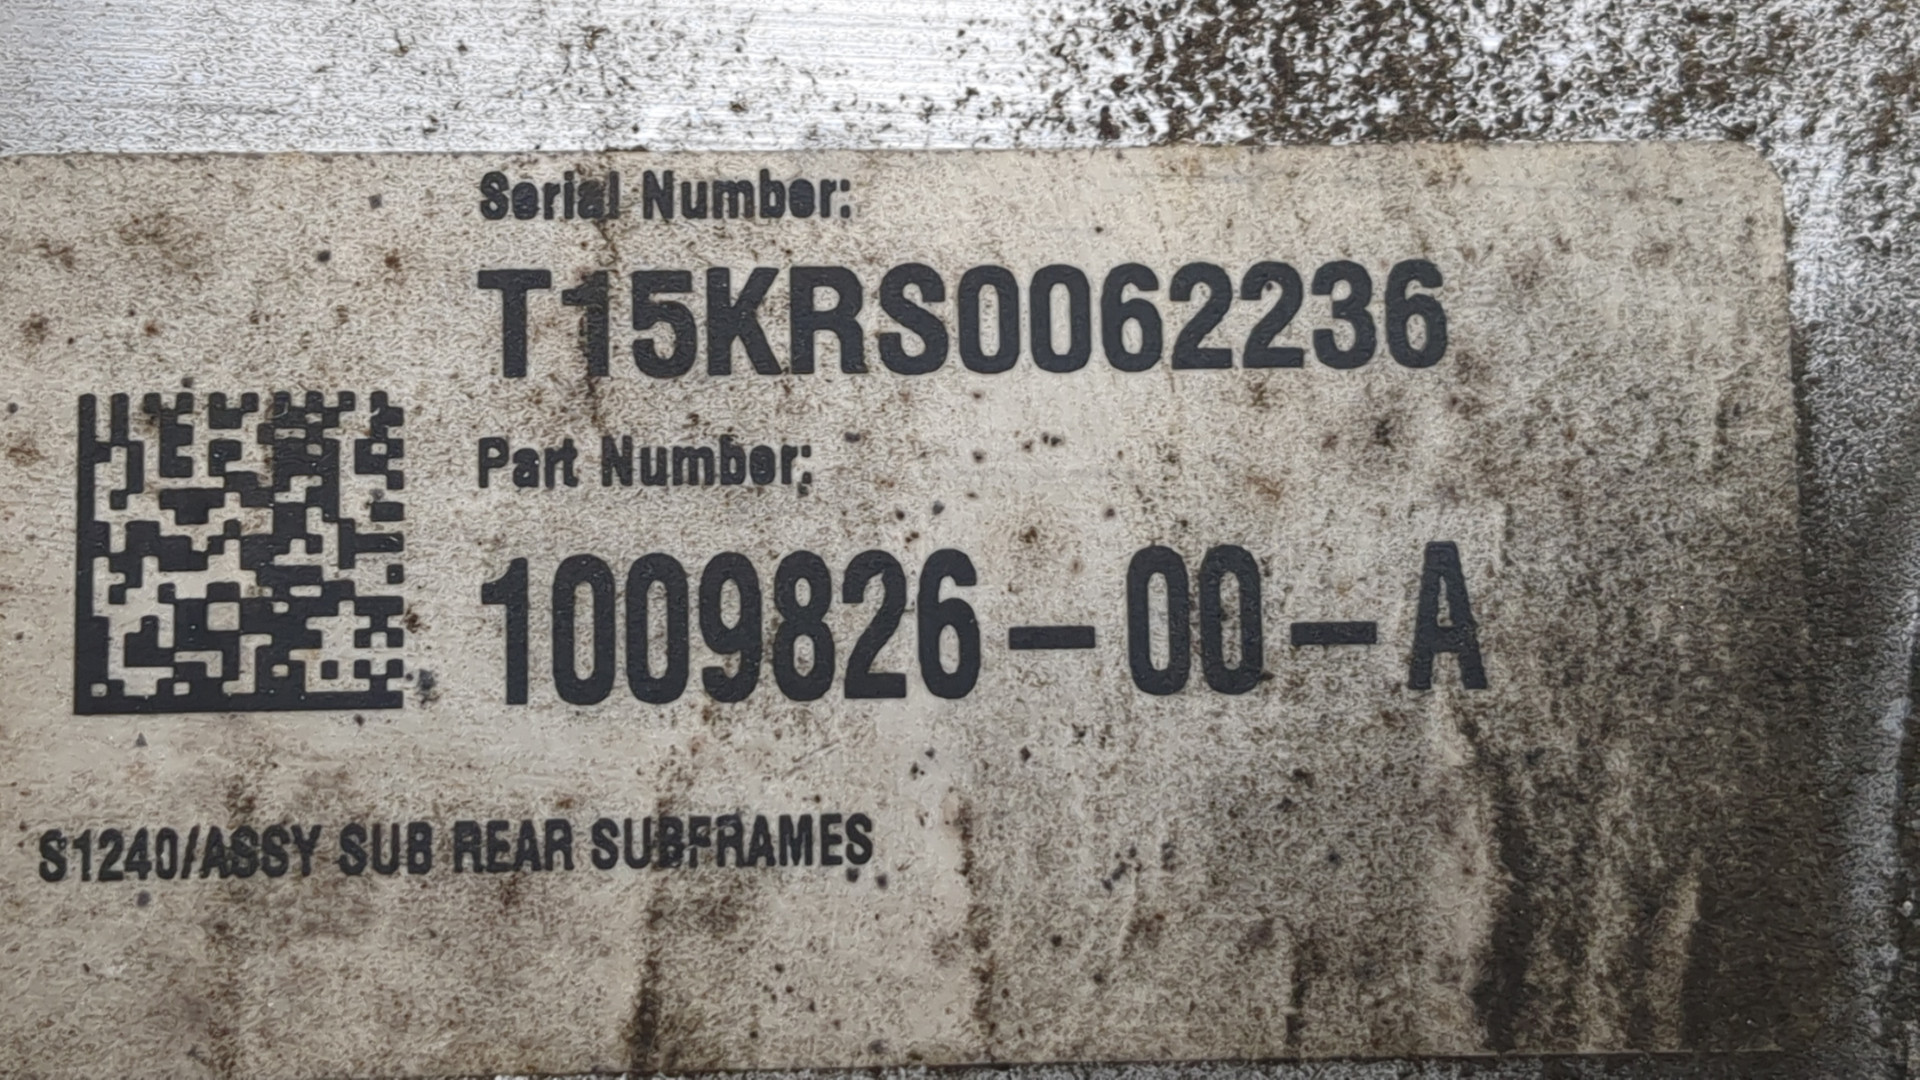 Serial Number:
T15KRS0062236
Part Number:
1009826-00-A
S1240/ASSY SUB REAR SUBFRAMES